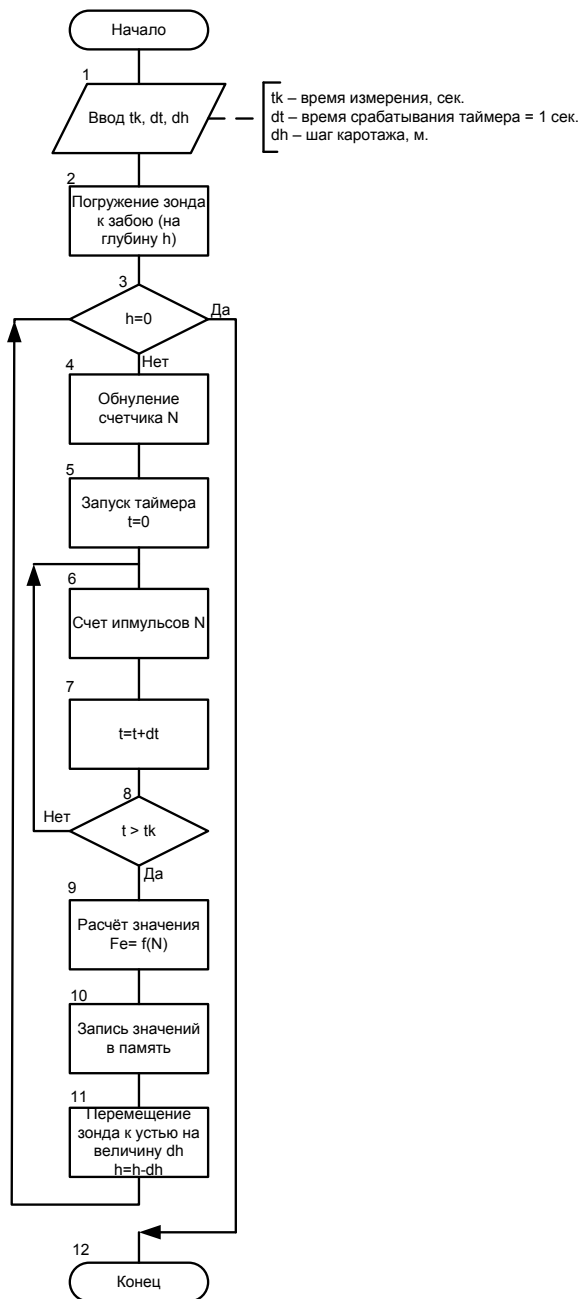 Начало
1
Ввод tk, dt, dh
tk – время измерения, сек.
dt – время срабатывания таймера = 1 сек.
dh – шаг каротажа, м.
2
Погружение зонда
к забою (на
глубину h)
3
h=0
Да
Нет
4
Обнуление
счетчика N
5
Запуск таймера
t=0
6
Счет ипмульсов N
7
t=t+dt
8
Нет
t > tk
Да
9
Расчёт значения
Fe= f(N)
10
Запись значений
в память
11
Перемещение
зонда к устью на
величину dh
h=h-dh
12
Конец